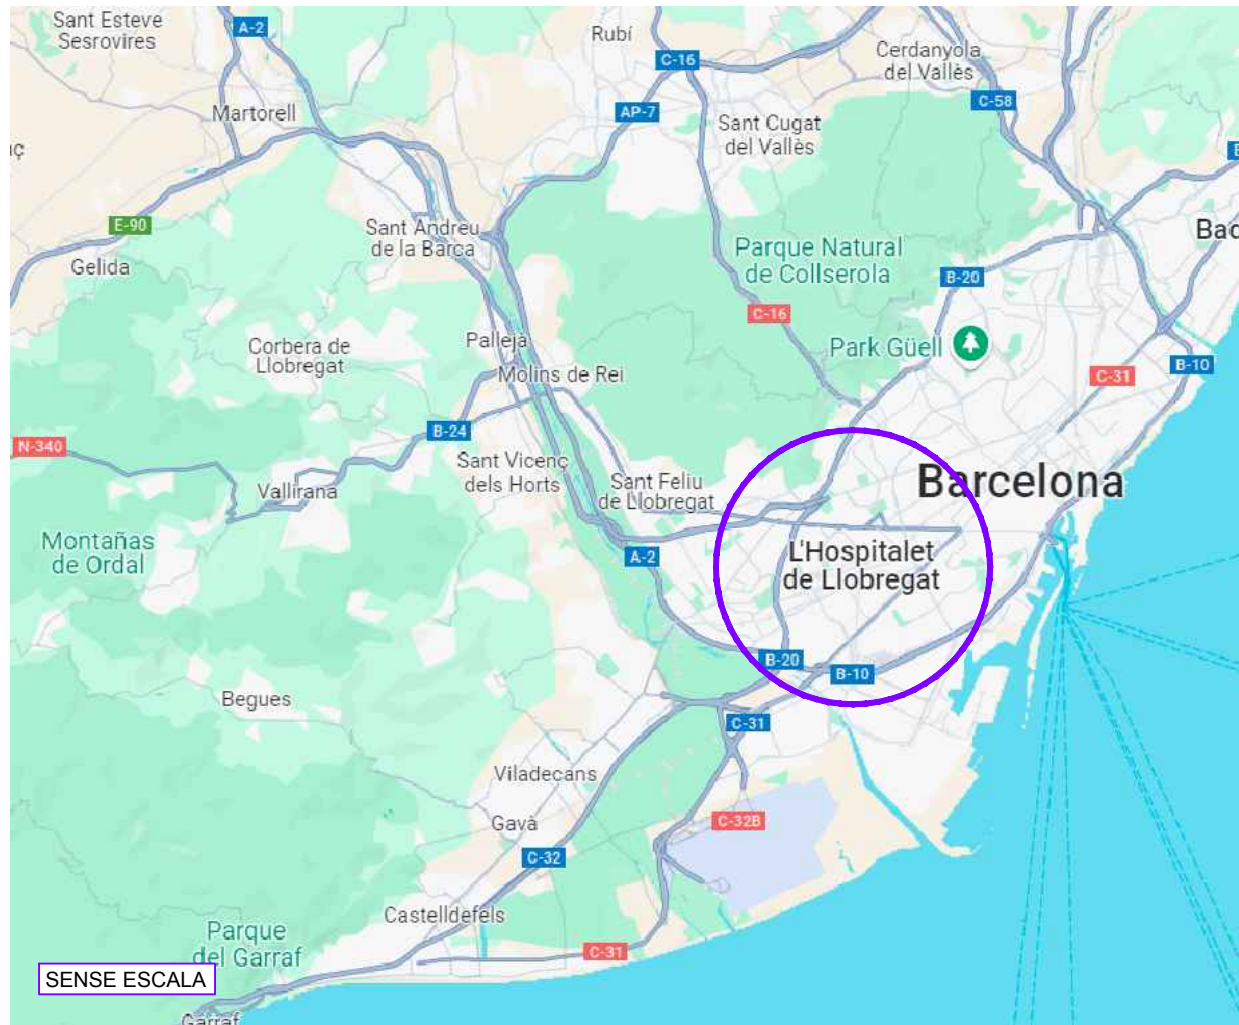 Sant Esteve
Sesrovires
A-2
Rubí
C-16
Cerdanyola
del Vallès
C-58
Martorell
AP-7
Sant Cugat
del Vallès
E-90
Sant Andreu
de la Barca
Gelida
Parque Natural
de Collserola
B-20
C-16
Palleja
Corbera de
Llobregat
Park Güell
Molins de Rei
C-31
B-10
B-24
N-340
Sant Vicenç
dels Horts
Vallirana
Sant Feliu
de Llobregat
Barcelona
Montañas
de Ordal
A-2
L'Hospitalet
de Llobregat
B-20
B-10
Begues
C-31
Viladecans
Gavà
C-32B
C-32
Castelldefels
Parque
del Garraf
C-31
SENSE ESCALA
Garraf